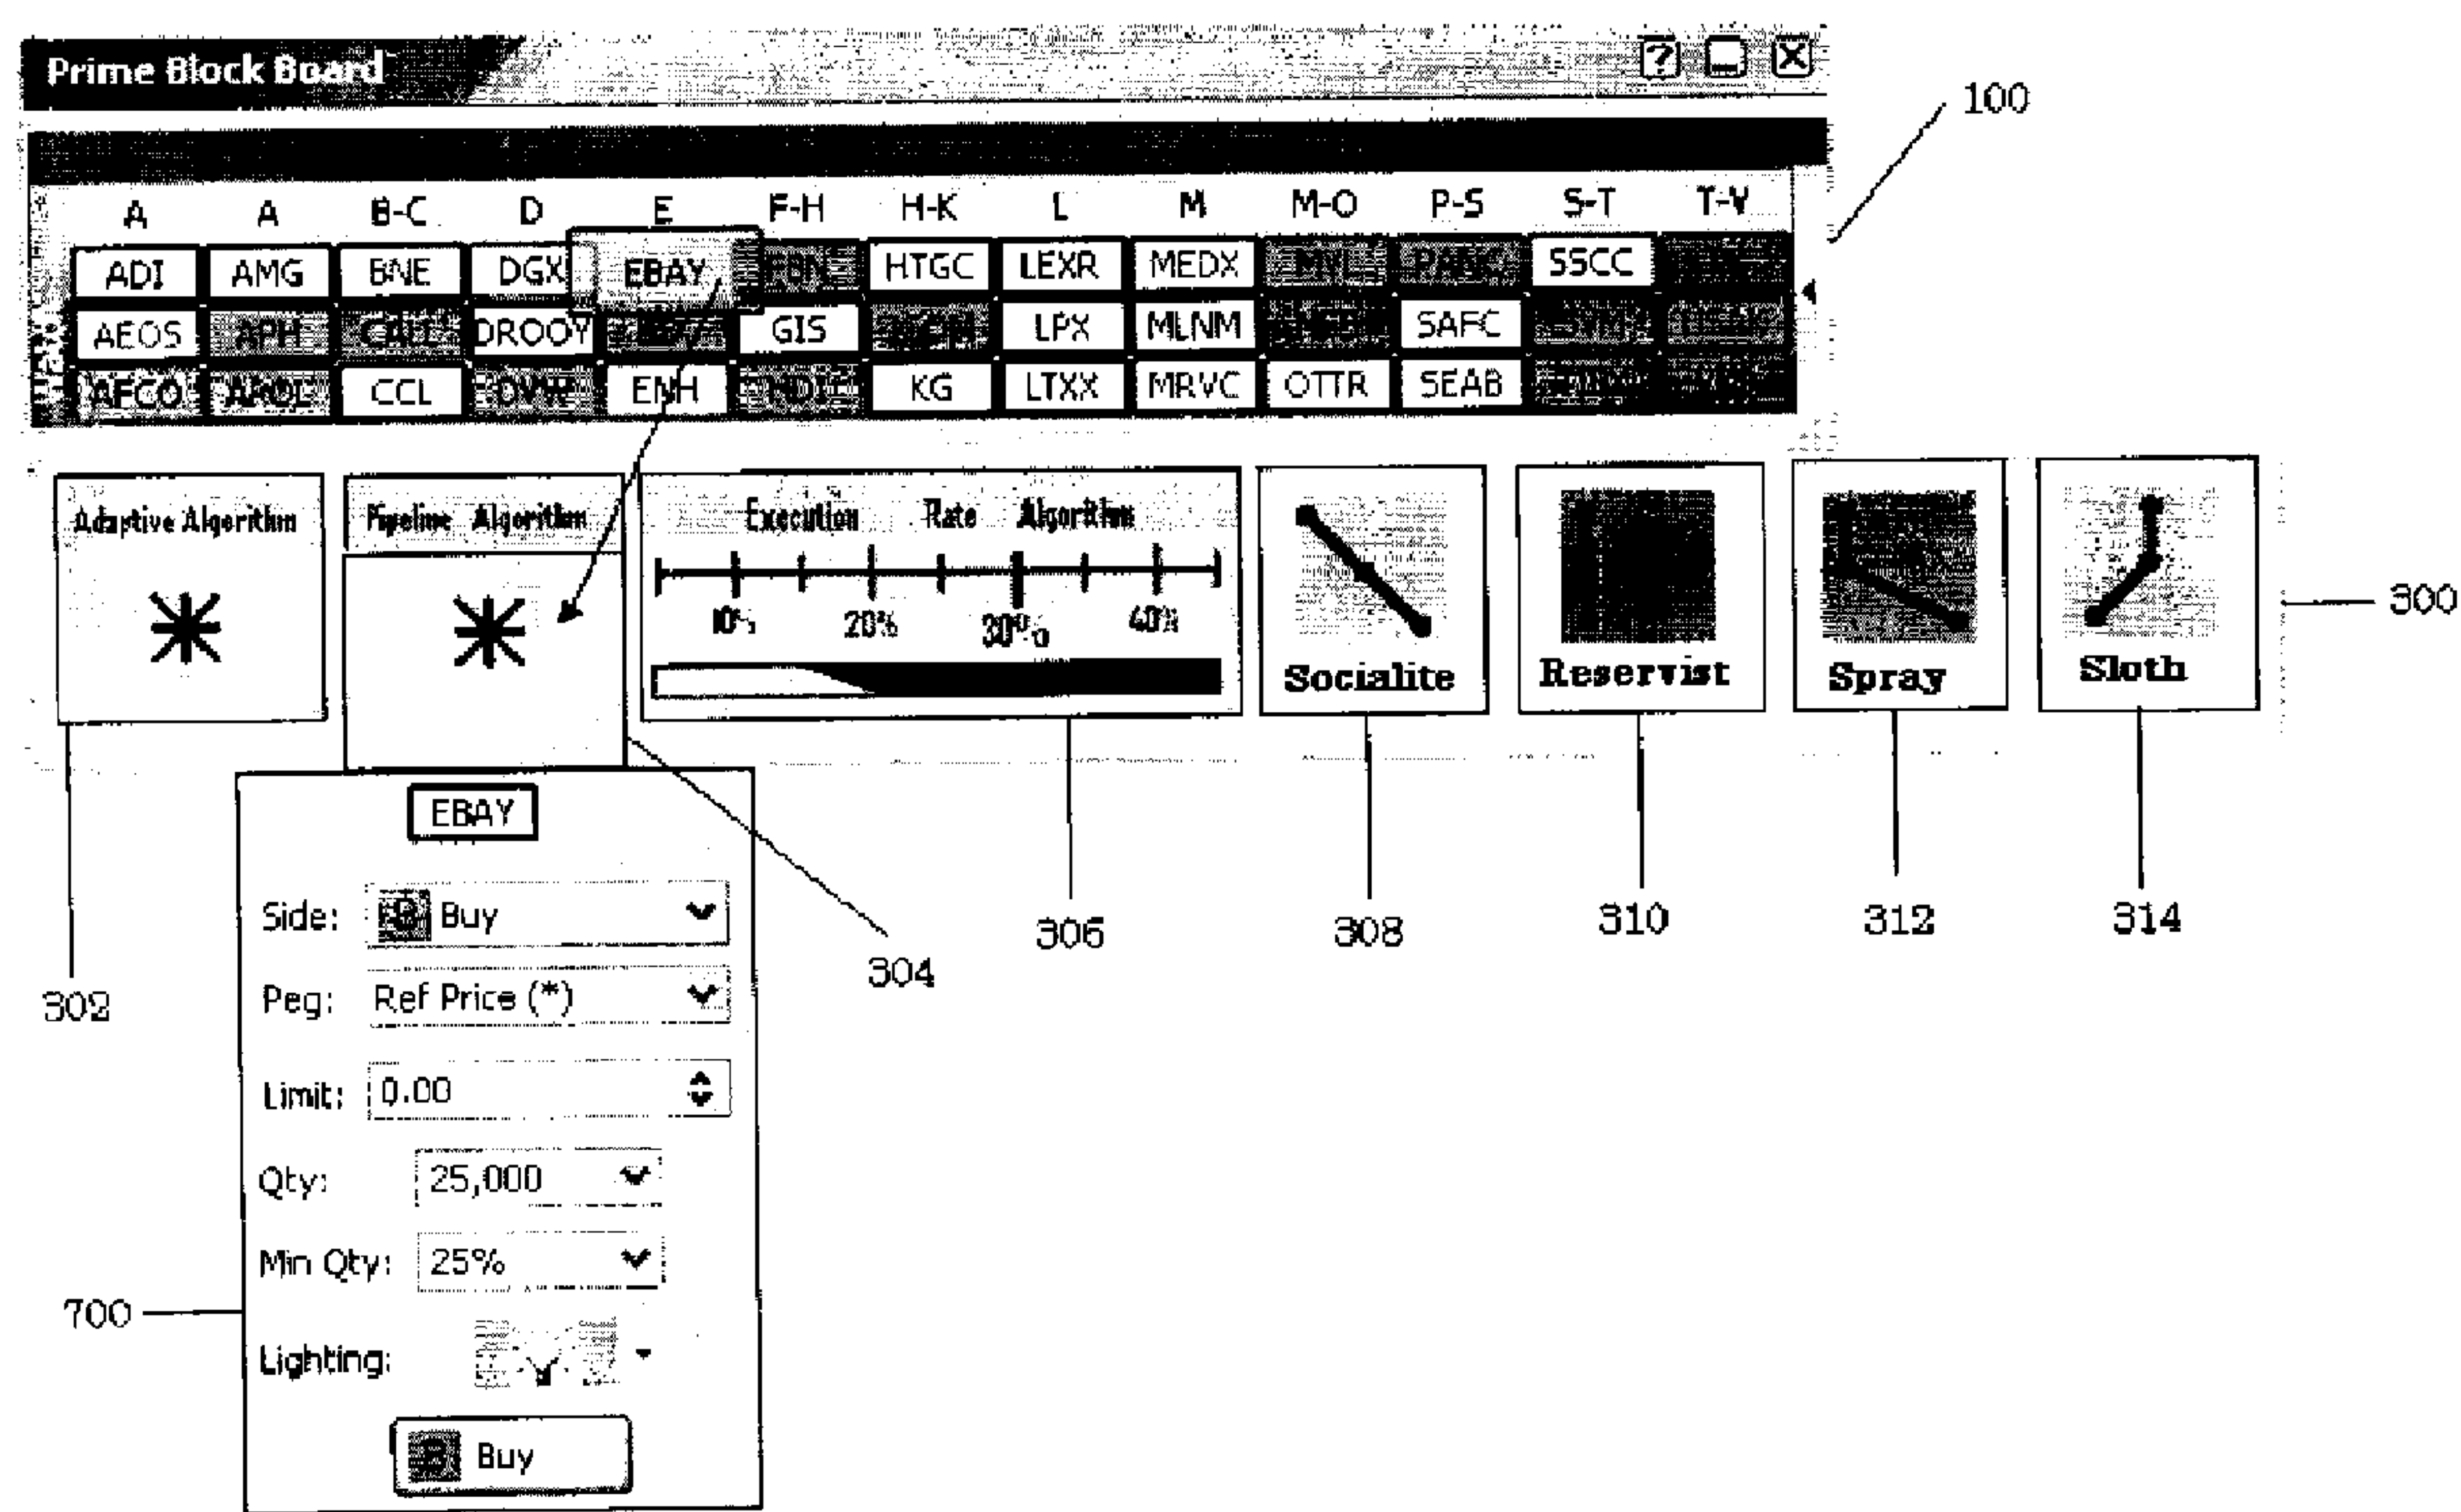 Prime Block Board
100
A A B-C D E F-H H-K L M M-O P-S S-T T-V
ADI AMG BNE DGX EBAY HTGC LEXR MEDX SSCC
AEOS APH DROOY GIS LPX MLNM SAFC
AFCO CCL ENH KG LTXX MRVC OTTR SEAB
Adaptive Algorithm
Pipeline Algorithm
Execution Rate Algorithm
10% 20% 30% 40%
Socialite
Reservist
Spray
Sloth
300
302
304
306
308
310
312
314
EBAY
Side: Buy
Peg: Ref Price (*)
Limit: 0.00
Qty: 25,000
Min Qty: 25%
700
Lighting:
Buy